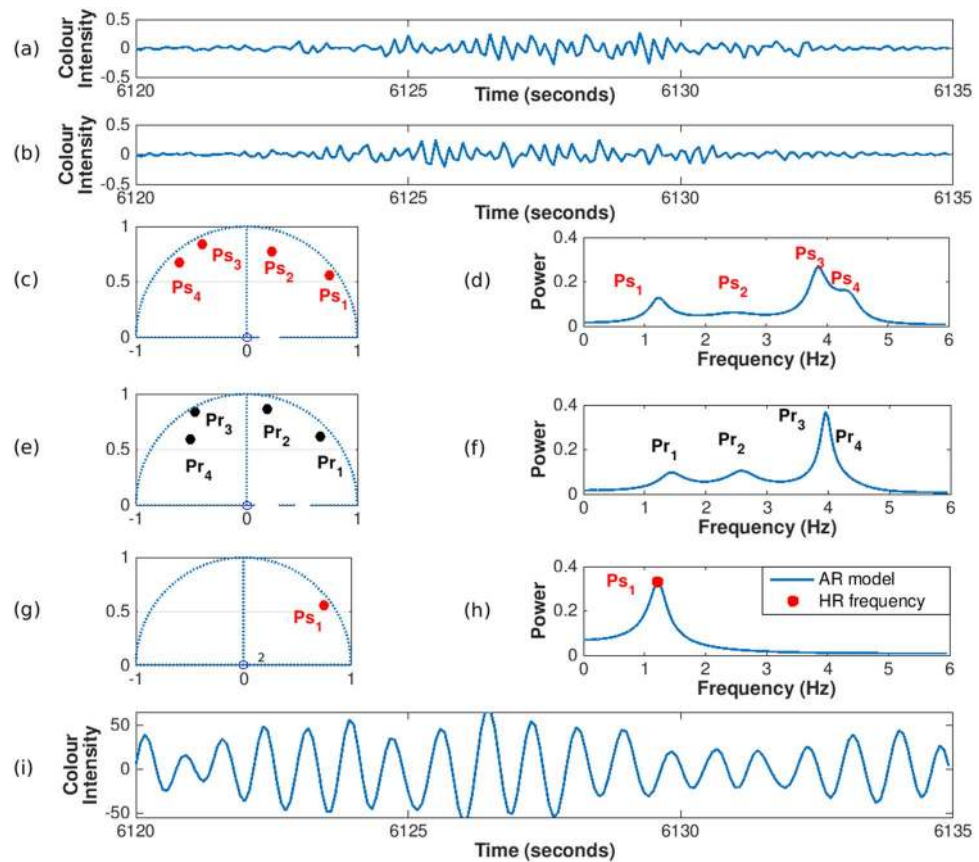 (a)
Colour
Intensity
0.5
0
-0.5
6120
6125
6130
6135
Time (seconds)
(b)
Colour
Intensity
0.5
0
-0.5
6120
6125
6130
6135
Time (seconds)
(c)
1
0.5
0
-1
0
1
Ps4
Ps3
Ps2
Ps1
(d)
Power
0.4
0.2
0
0 1 2 3 4 5 6
Ps1
Ps2
Ps3
Ps4
Frequency (Hz)
(e)
1
0.5
0
-1
0
1
Pr4
Pr3
Pr2
Pr1
(f)
Power
0.4
0.2
0
0 1 2 3 4 5 6
Pr1
Pr2
Pr3
Pr4
Frequency (Hz)
(g)
1
0.5
0
-1
0
1
Ps1
2
(h)
Power
0.4
0.2
0
0 1 2 3 4 5 6
Ps1
AR model
HR frequency
Frequency (Hz)
(i)
Colour
Intensity
50
0
-50
6120
6125
6130
6135
Time (seconds)